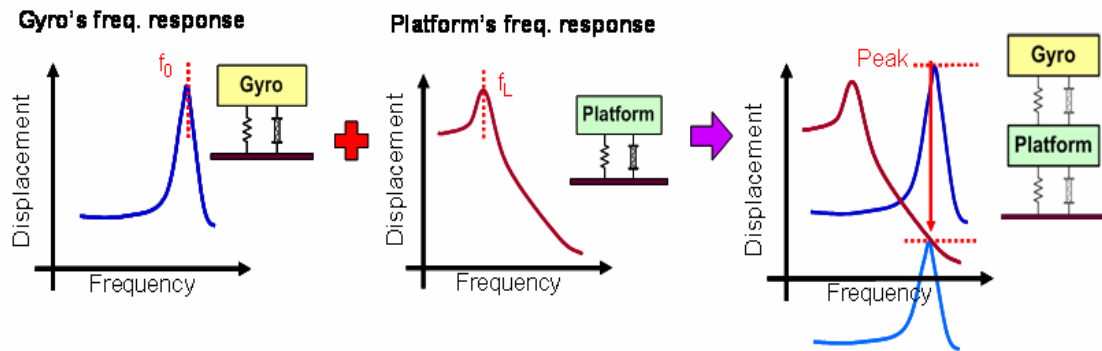 Gyro's freq. response
f0
Gyro
Displacement
Frequency
Platform's freq. response
fL
Platform
Displacement
Frequency
Peak
Displacement
Frequency
Gyro
Platform